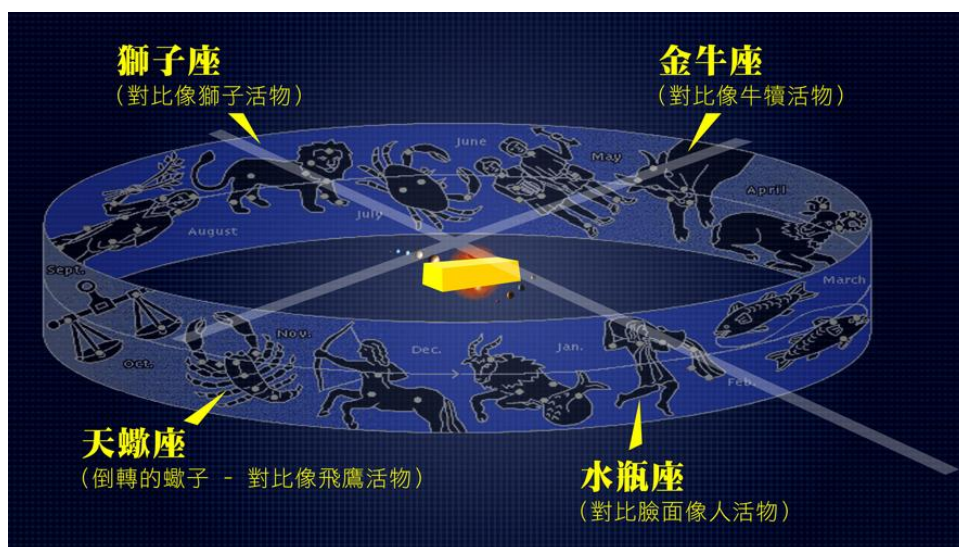 獅子座
(對比像獅子活物)
金牛座
(對比像牛犢活物)
June
May
April
July
August
March
Sept.
Nov.
Oct.
Dec.
Jan.
Feb.
天蠍座
(倒轉的蠍子 - 對比像飛鷹活物)
水瓶座
(對比臉面像人活物)